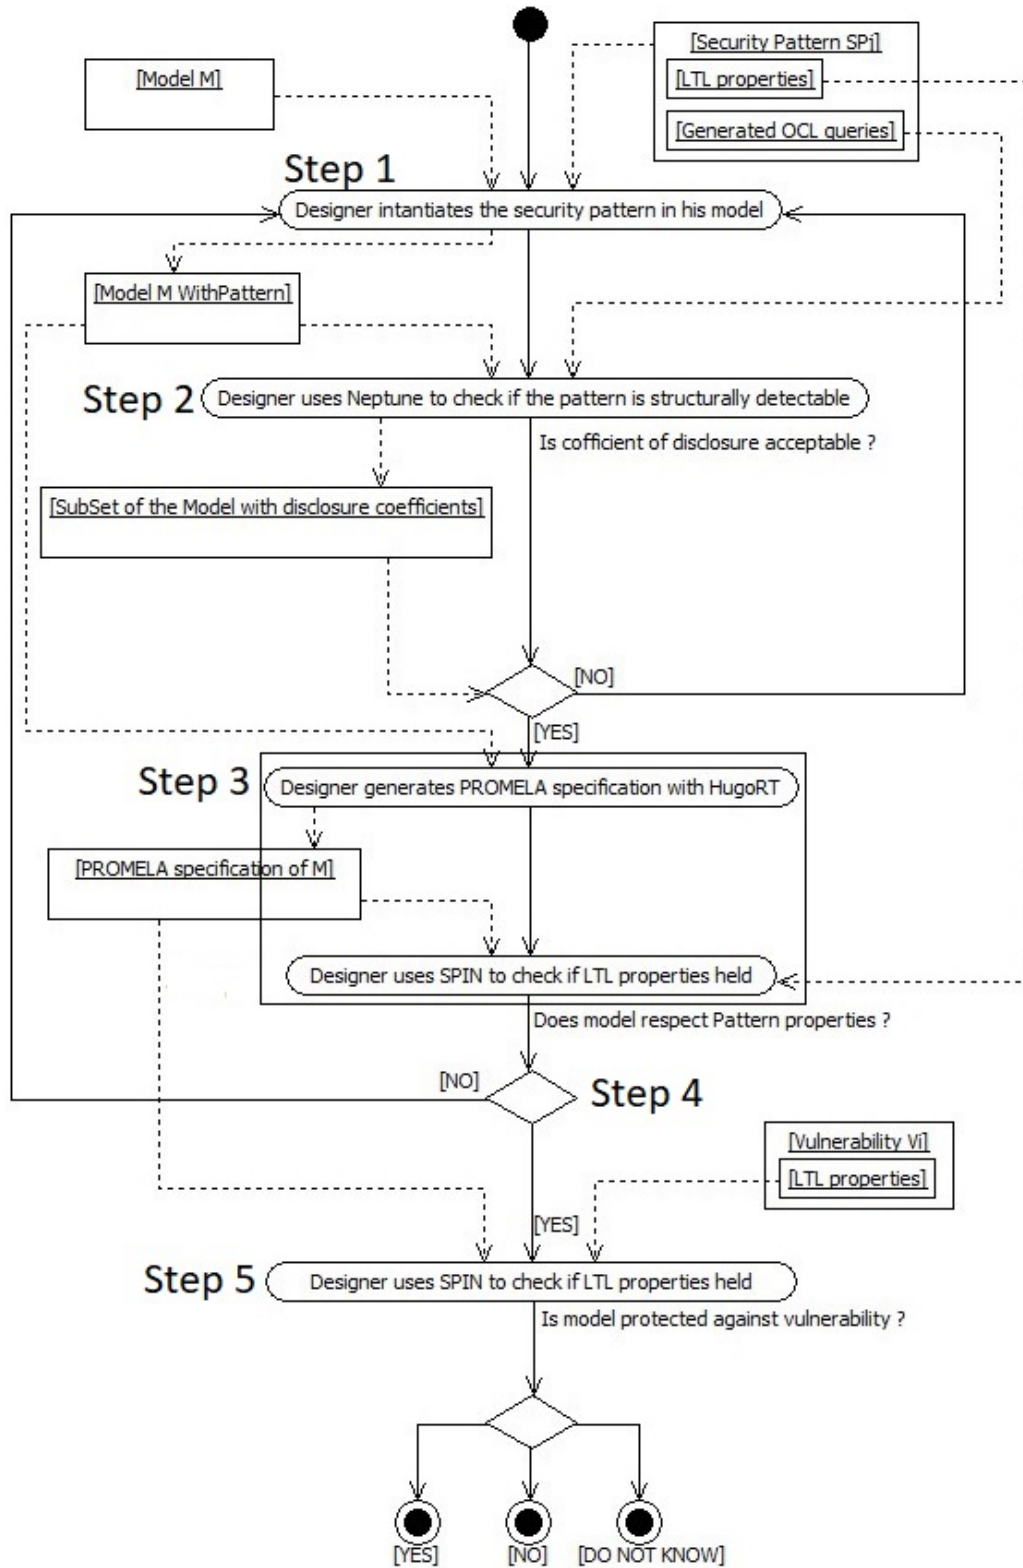 [Security Pattern SPj]
[Model M]
[LTL properties]
[Generated OCL queries]
Step 1
Designer intantiates the security pattern in his model
[Model M WithPattern]
Step 2
Designer uses Neptune to check if the pattern is structurally detectable
Is cofficient of disclosure acceptable ?
[SubSet of the Model with disclosure coefficients]
[NO]
[YES]
Step 3
Designer generates PROMELA specification with HugoRT
[PROMELA specification of M]
Designer uses SPIN to check if LTL properties held
Does model respect Pattern properties ?
[NO]
Step 4
[Vulnerability Vi]
[LTL properties]
[YES]
Step 5
Designer uses SPIN to check if LTL properties held
Is model protected against vulnerability ?
[YES]
[NO]
[DO NOT KNOW]